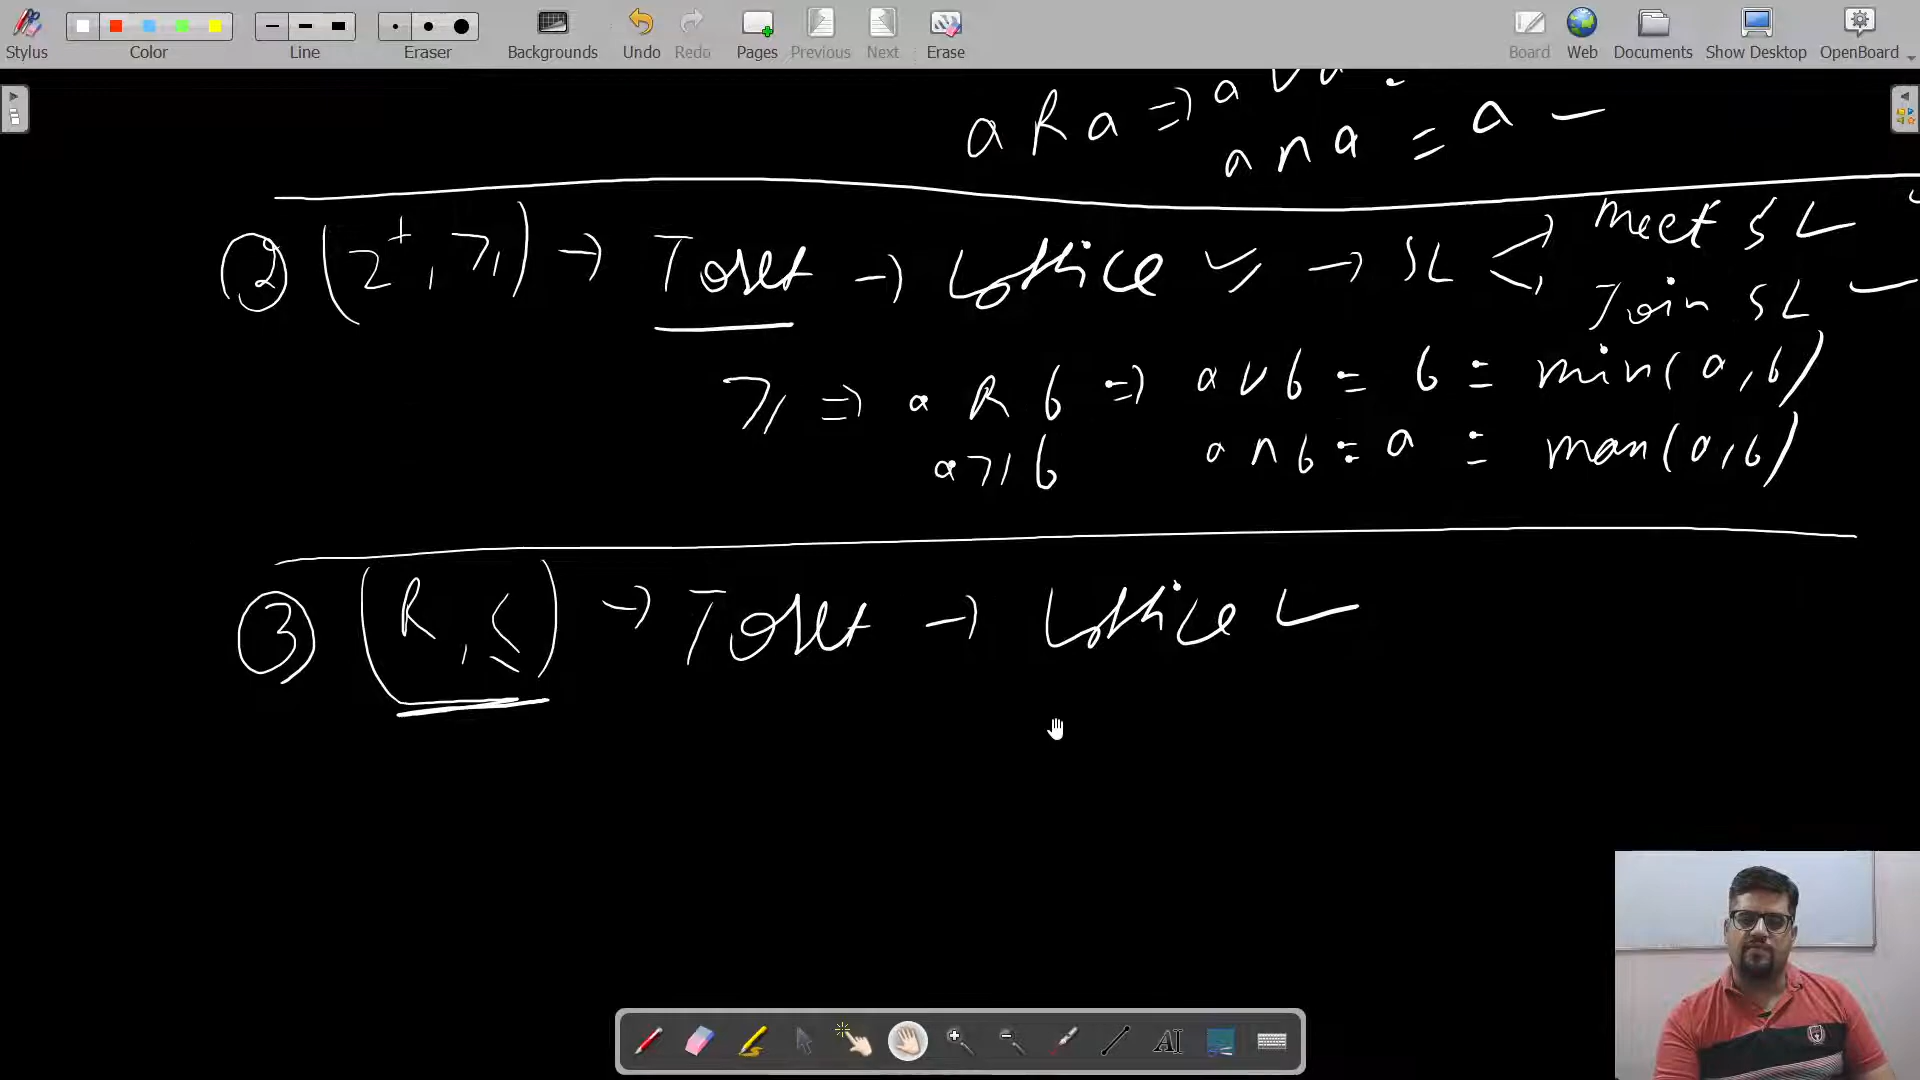 Stylus Color Line Eraser Backgrounds Undo Redo Pages Previous Next Erase Board Web Documents Show Desktop OpenBoard
a R a ⇒ a ∪ a
a ∩ a = a
② (Z⁺, ≥) → Toset → Lattice → SL
Meet SL
Join SL
≥ ⇒ a R b ⇒ a ∪ b = b = min(a, b)
a ≥ b a ∩ b = a = max(a, b)
③ (R, ≤) → Toset → Lattice